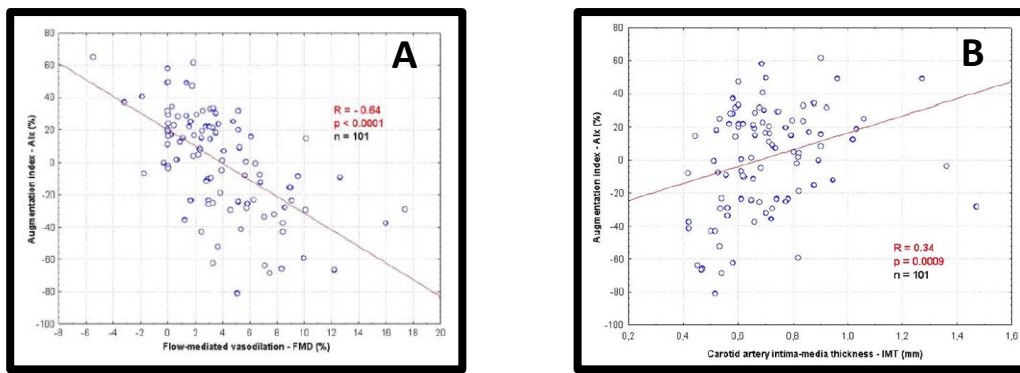 A
80
60
40
20
0
-20
-40
-60
-80
-100
Augmentation index - AIx (%)
R = - 0.64
p < 0.0001
n = 101
-8 -6 -4 -2 0 2 4 6 8 10 12 14 16 18 20
Flow-mediated vasodilation - FMD (%)
B
80
60
40
20
0
-20
-40
-60
-80
-100
Augmentation index - AIx (%)
R = 0.34
p = 0.0009
n = 101
0,2 0,4 0,6 0,8 1,0 1,2 1,4 1,6
Carotid artery intima-media thickness - IMT (mm)